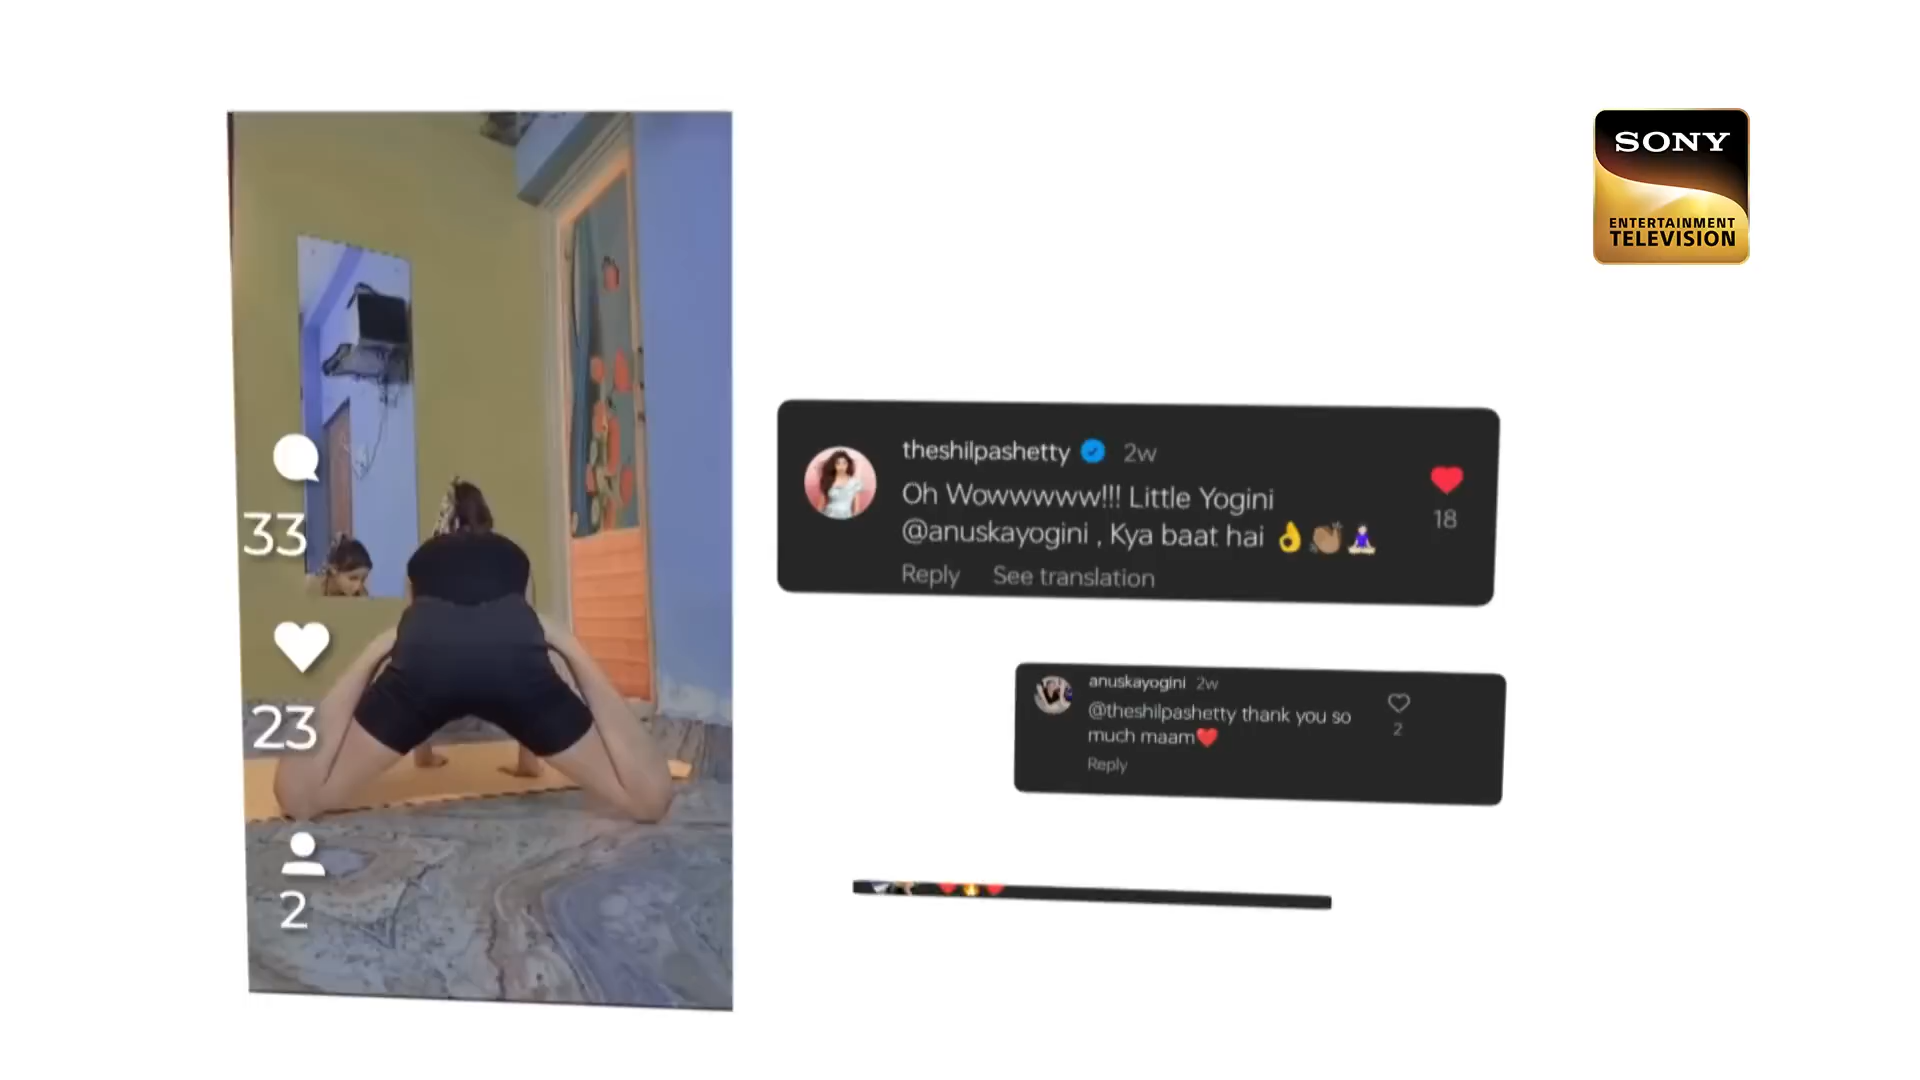 SONY
ENTERTAINMENT
TELEVISION
33
23
2
theshilpashetty 2w
Oh Wowwwww!!! Little Yogini
@anuskayogini , Kya baat hai 👌👏🏽🧘🏻‍♀️
18
Reply See translation
anuskayogini 2w
@theshilpashetty thank you so
much maam❤️
2
Reply